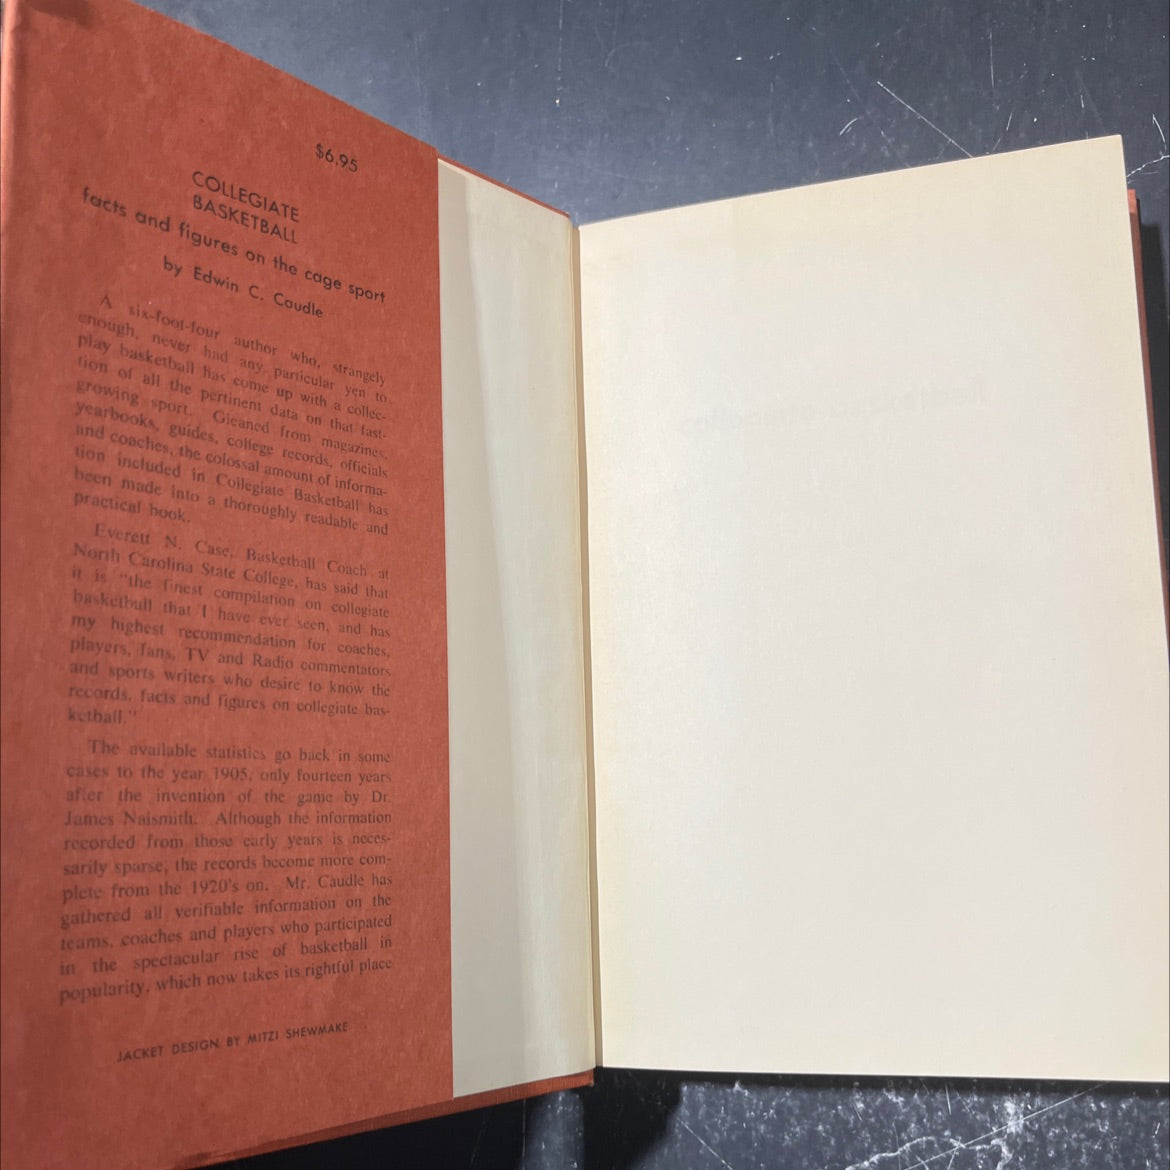 $6.95
COLLEGIATE
BASKETBALL
facts and figures on the cage sport
by Edwin C. Caudle
A six-foot-four author who, strangely
enough, never had any particular yen to
play basketball has come up with a collec-
tion of all the pertinent data on that fast-
growing sport. Gleaned from magazines,
yearbooks, guides, college records, officials
and coaches, the colossal amount of informa-
tion included in Collegiate Basketball has
been made into a thoroughly readable and
practical book.
Everett N. Case, Basketball Coach at
North Carolina State College, has said that
it is "the finest compilation on collegiate
basketball that I have ever seen, and has
my highest recommendation for coaches,
players, fans, TV and Radio commentators
and sports writers who desire to know the
records, facts and figures on collegiate bas-
ketball."
The available statistics go back in some
cases to the year 1905, only fourteen years
after the invention of the game by Dr.
James Naismith. Although the information
recorded from those early years is neces-
sarily sparse, the records become more com-
plete from the 1920's on. Mr. Caudle has
gathered all verifiable information on the
teams, coaches and players who participated
in the spectacular rise of basketball in
popularity, which now takes its rightful place
JACKET DESIGN BY MITZI SHEWMAKE